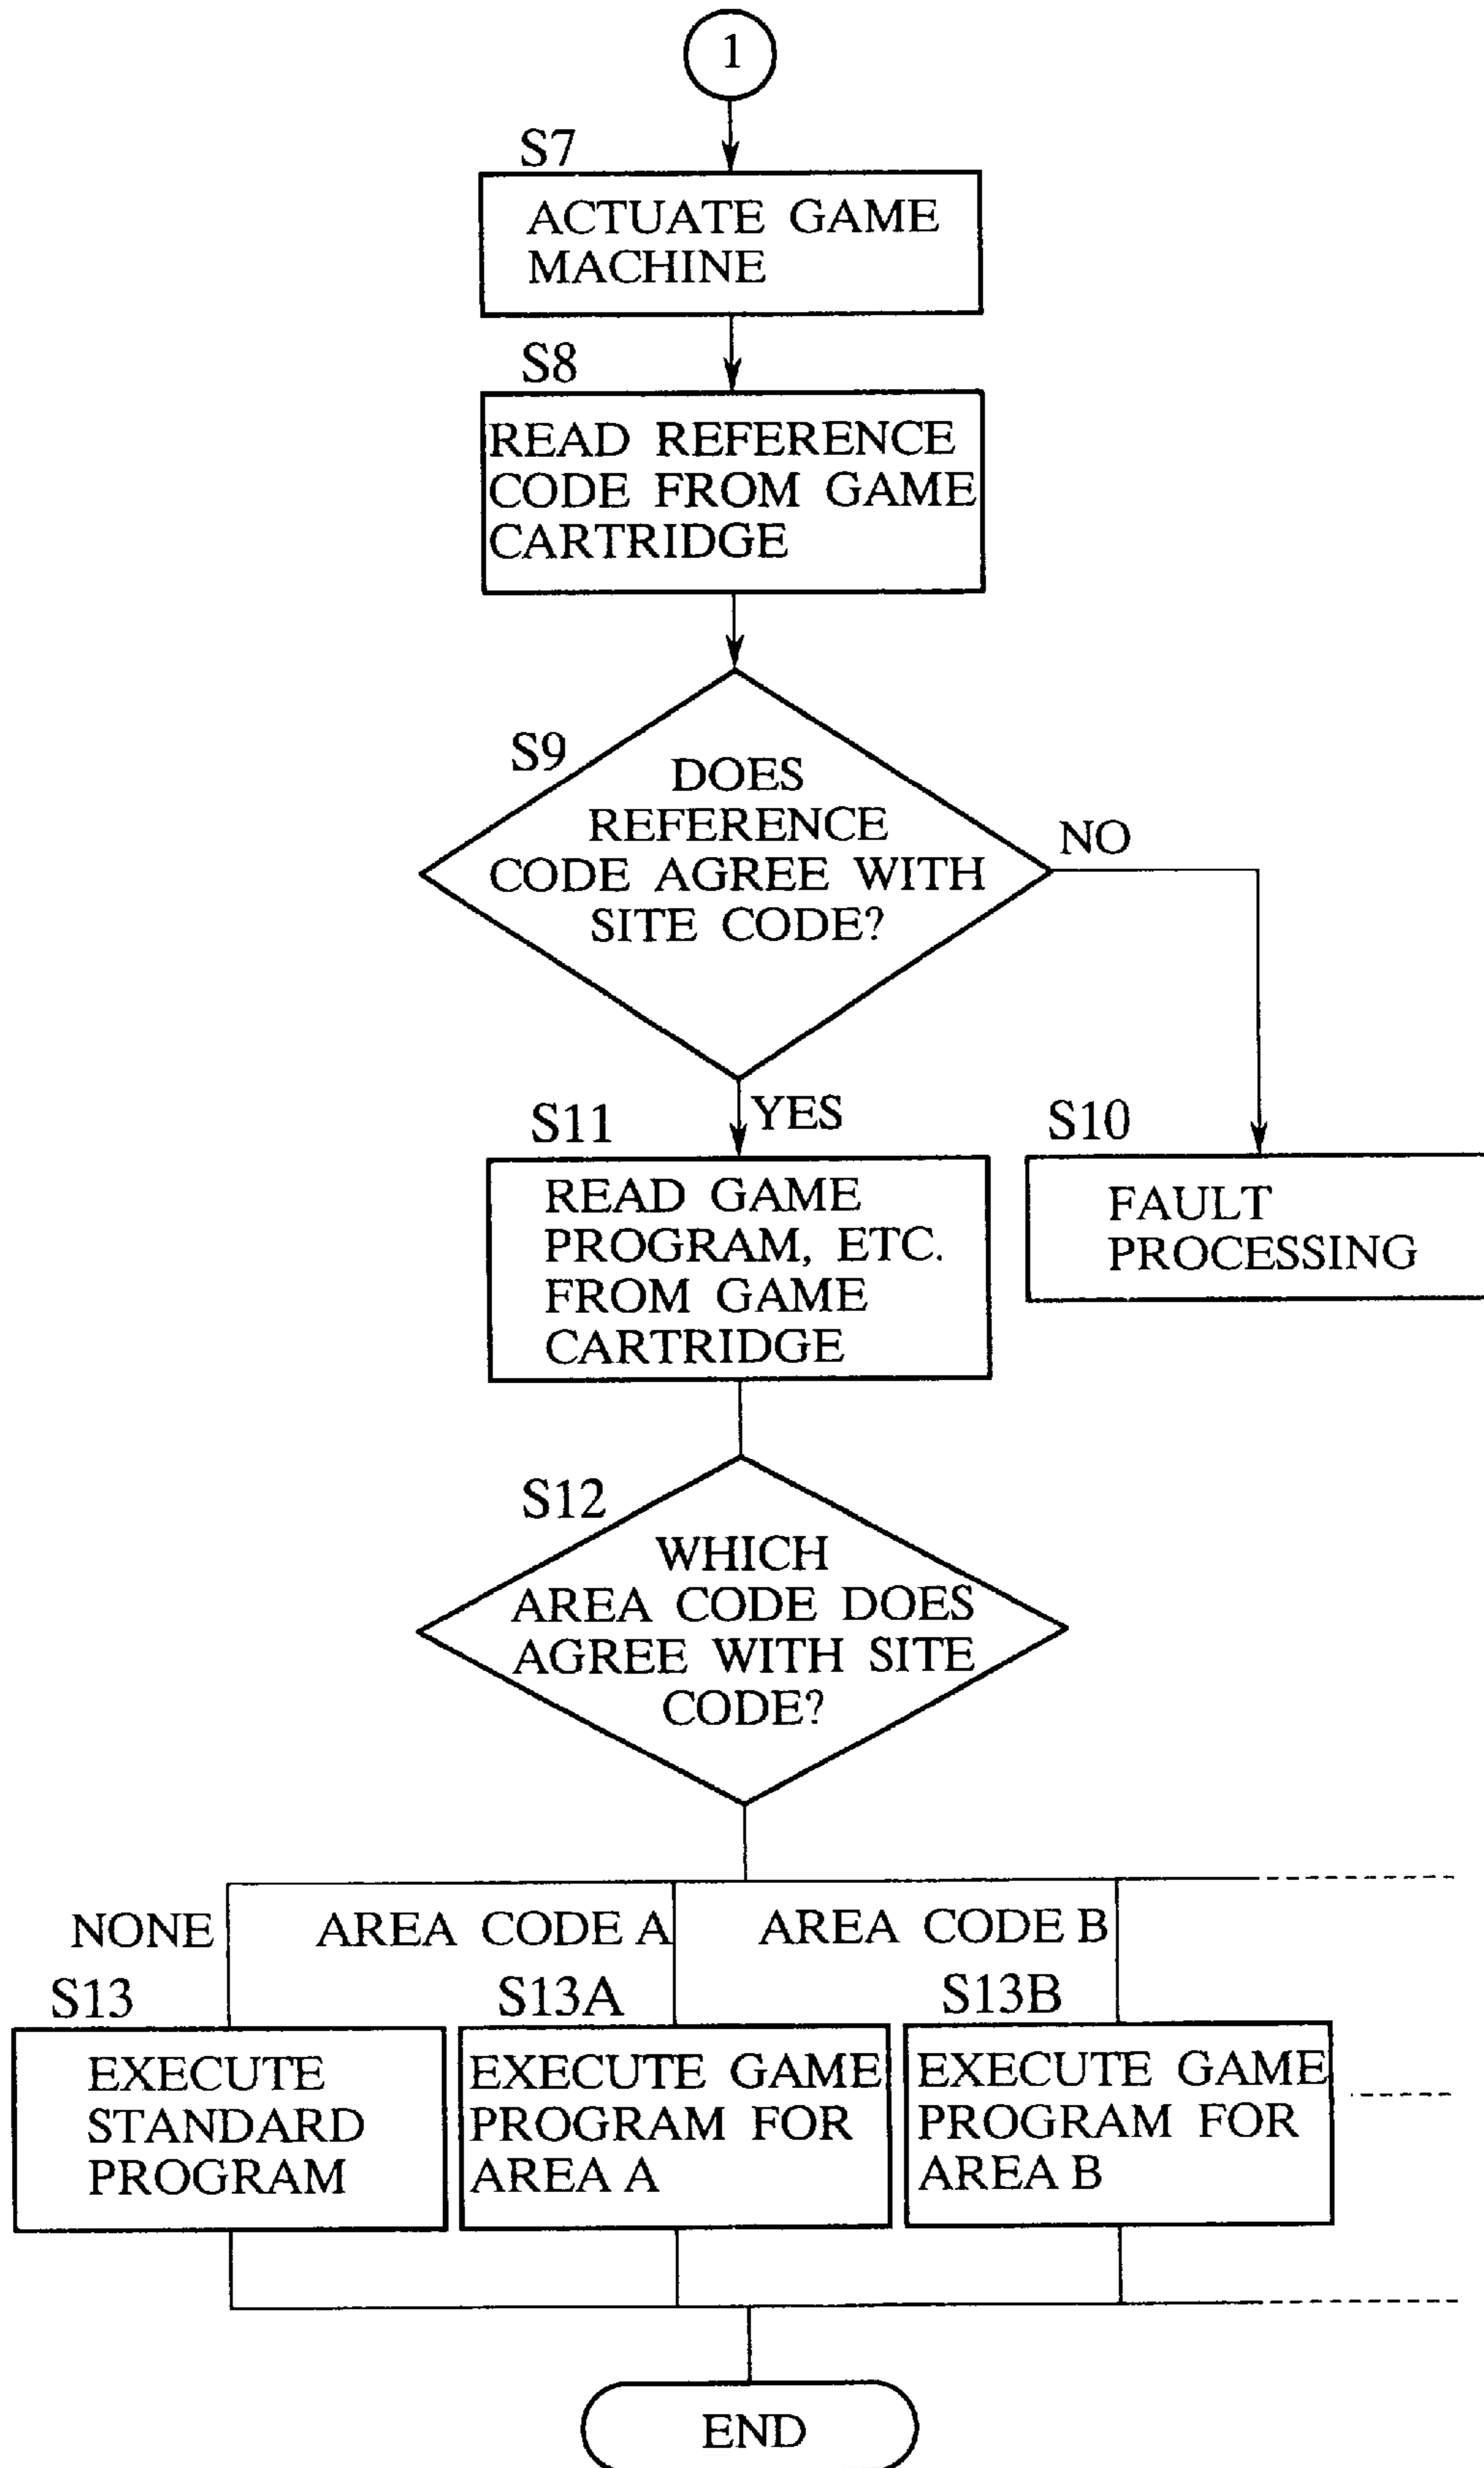 1
S7
ACTUATE GAME
MACHINE
S8
READ REFERENCE
CODE FROM GAME
CARTRIDGE
S9
DOES
REFERENCE
CODE AGREE WITH
SITE CODE?
NO
YES
S11
READ GAME
PROGRAM, ETC.
FROM GAME
CARTRIDGE
S10
FAULT
PROCESSING
S12
WHICH
AREA CODE DOES
AGREE WITH SITE
CODE?
NONE
AREA CODE A
AREA CODE B
S13
EXECUTE
STANDARD
PROGRAM
S13A
EXECUTE GAME
PROGRAM FOR
AREA A
S13B
EXECUTE GAME
PROGRAM FOR
AREA B
END